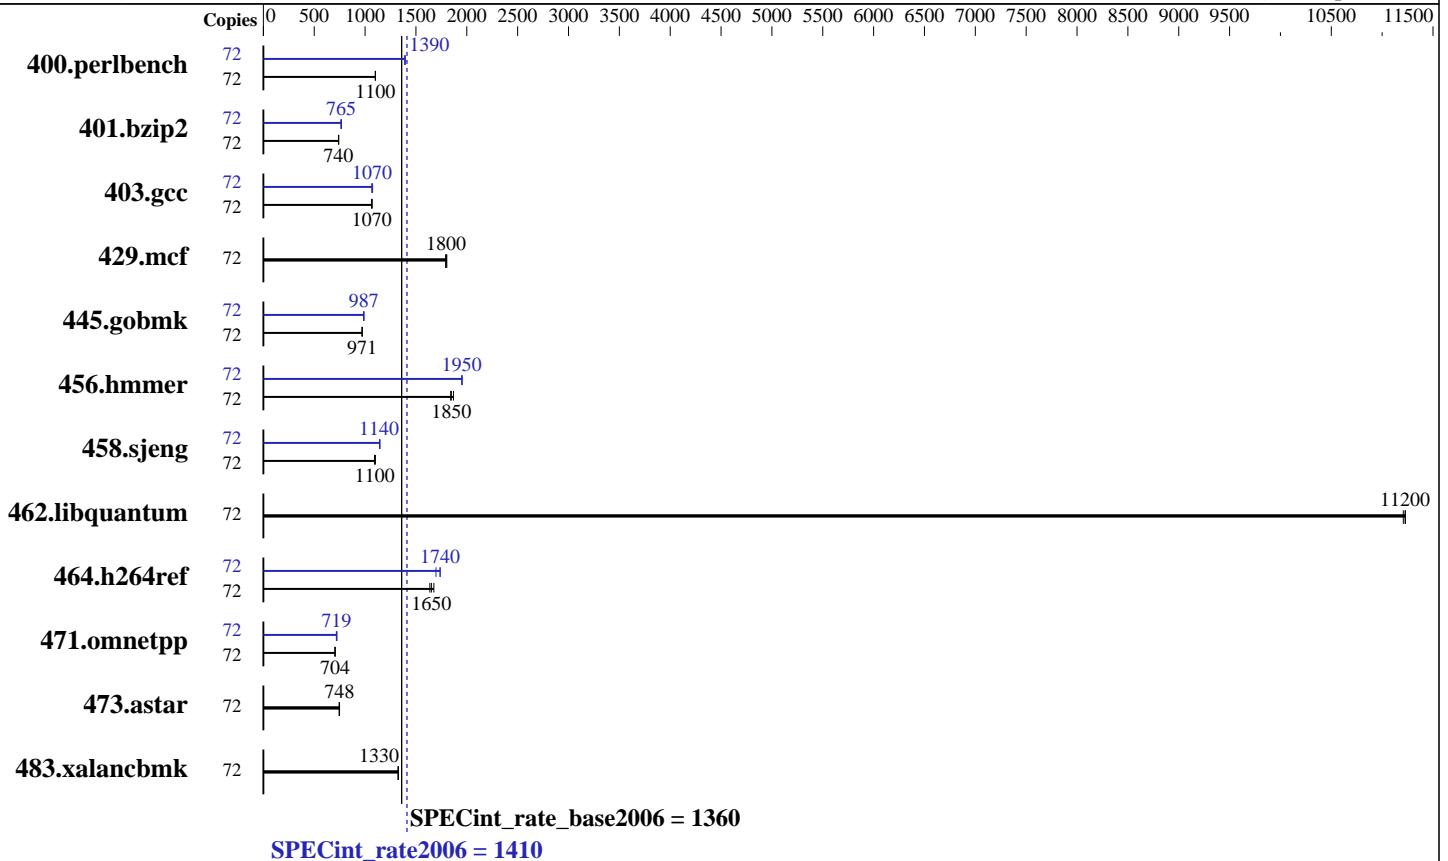 Copies 0 500 1000 1500 2000 2500 3000 3500 4000 4500 5000 5500 6000 6500 7000 7500 8000 8500 9000 9500 10500 11500
400.perlbench 72 1390
72 1100
401.bzip2 72 765
72 740
403.gcc 72 1070
72 1070
429.mcf 72 1800
445.gobmk 72 987
72 971
456.hmmer 72 1950
72 1850
458.sjeng 72 1140
72 1100
462.libquantum 72 11200
464.h264ref 72 1740
72 1650
471.omnetpp 72 719
72 704
473.astar 72 748
483.xalancbmk 72 1330
SPECint_rate_base2006 = 1360
SPECint_rate2006 = 1410